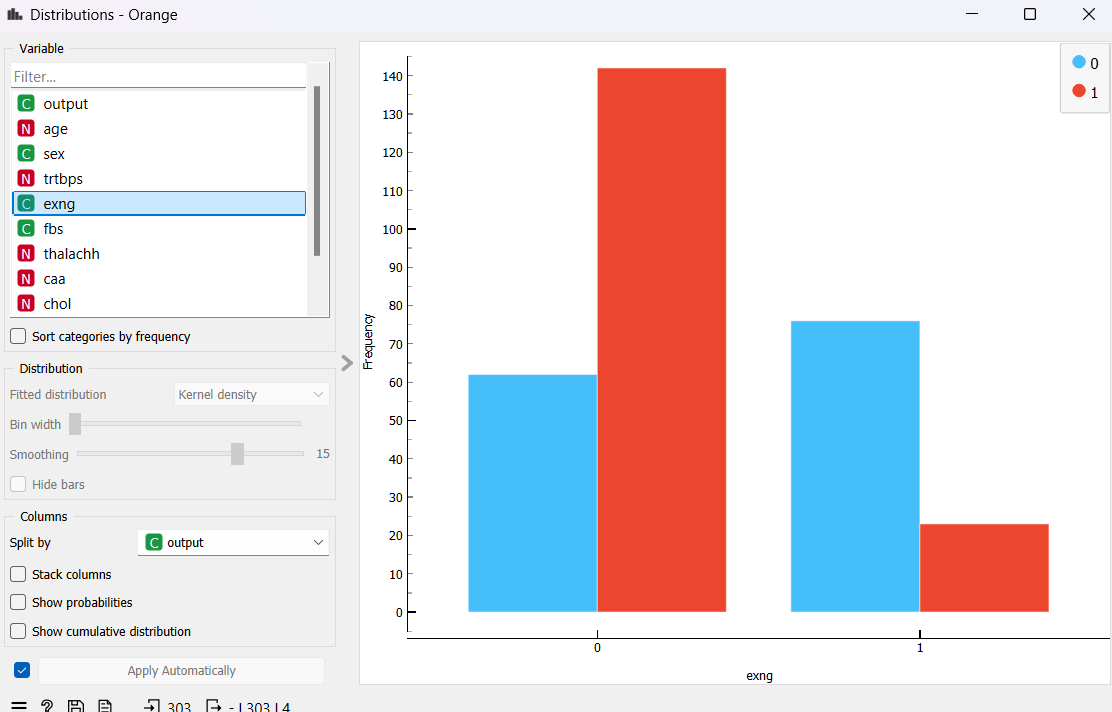 Distributions - Orange
Variable
Filter...
C output
N age
C sex
N trtbps
C exng
C fbs
N thalachh
N caa
N chol
Sort categories by frequency
Distribution
Fitted distribution Kernel density
Bin width
Smoothing 15
Hide bars
Columns
Split by C output
Stack columns
Show probabilities
Show cumulative distribution
Apply Automatically
? 303 - | 303 | 4
0
1
Frequency
140
130
120
110
100
90
80
70
60
50
40
30
20
10
0
0 1
exng